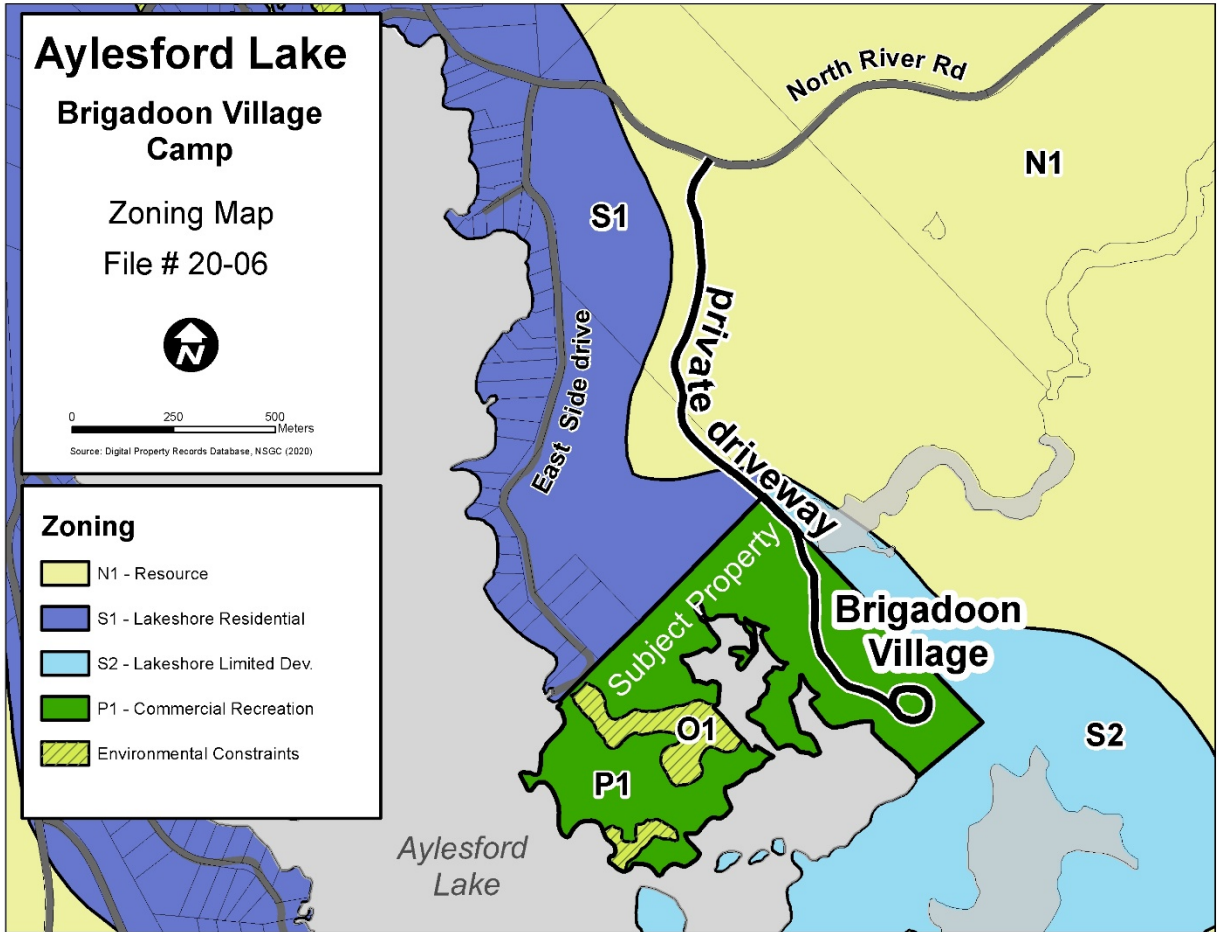 Aylesford Lake
Brigadoon Village
Camp
Zoning Map
File # 20-06
N
0 250 500
Meters
Source: Digital Property Records Database, NSGC (2020)
Zoning
N1 - Resource
S1 - Lakeshore Residential
S2 - Lakeshore Limited Dev.
P1 - Commercial Recreation
Environmental Constraints
North River Rd
N1
S1
private driveway
East Side drive
Subject Property
Brigadoon
Village
O1
S2
P1
Aylesford
Lake